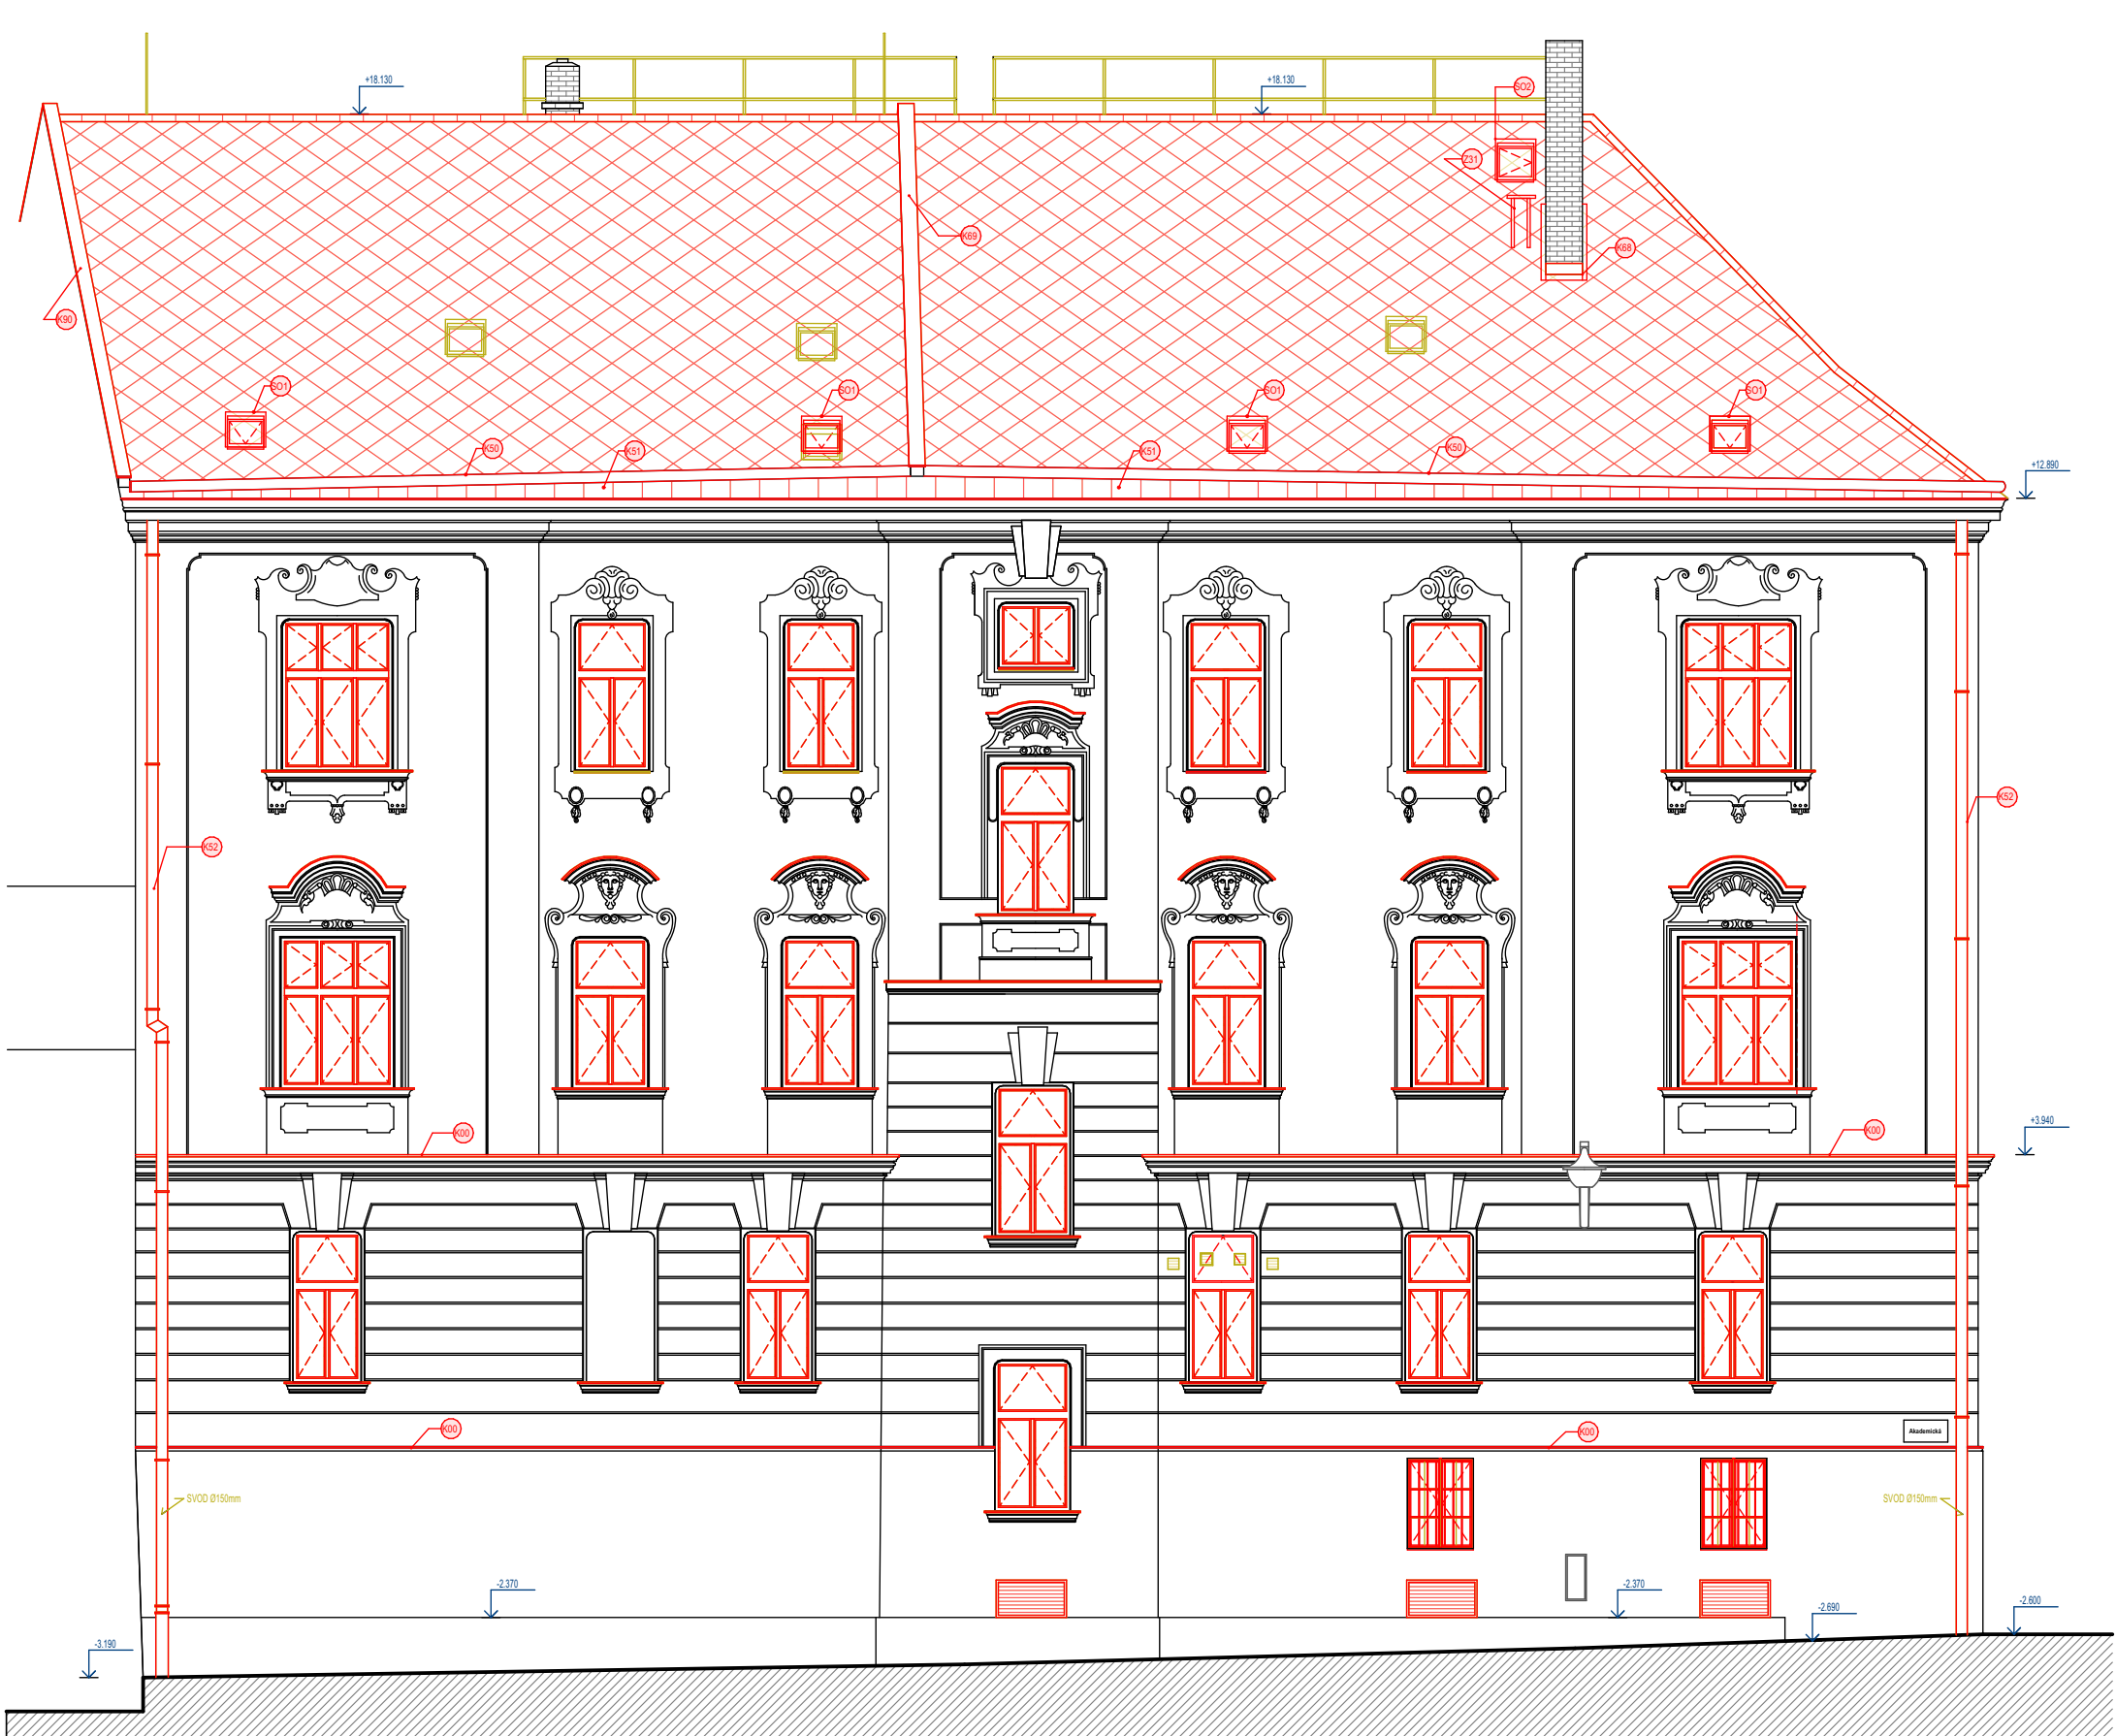 +18.130
+18.130
SO2
Z31
K69
K68
K90
SO1
SO1
SO1
SO1
K50
K51
K51
K50
+12.890
K52
K52
K00
K00
+3.940
K00
K00
Akademická
SVOD Ø150mm
SVOD Ø150mm
-2.370
-2.370
-2.690
-2.600
-3.190